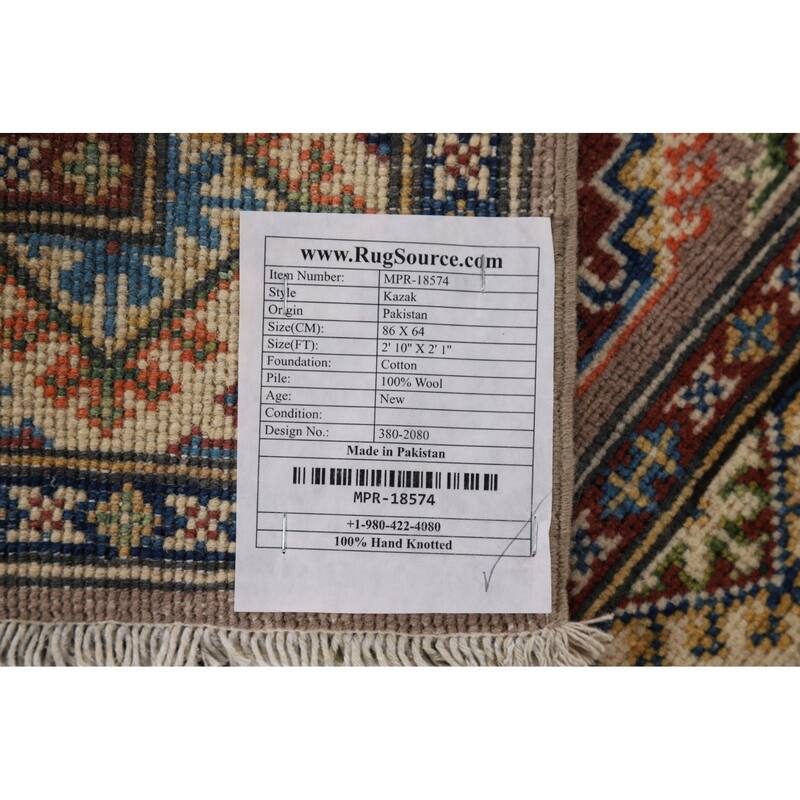 www.RugSource.com
Item Number: MPR-18574
Style Kazak
Origin Pakistan
Size(CM): 86 X 64
Size(FT): 2' 10" X 2' 1"
Foundation: Cotton
Pile: 100% Wool
Age: New
Condition:
Design No.: 380-2080
Made in Pakistan
MPR-18574
+1-980-422-4080
100% Hand Knotted